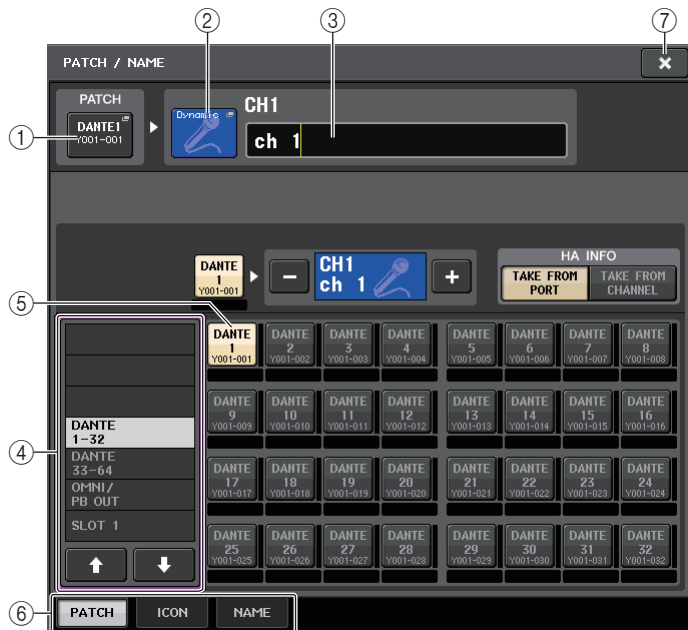 ② ③ ⑦
PATCH / NAME
×
PATCH
DANTE1
Y001-001
Dynamic
CH1
ch 1
①
DANTE
1
Y001-001
−
CH1
ch 1
+
HA INFO
TAKE FROM
PORT
TAKE FROM
CHANNEL
⑤
④
DANTE
1-32
DANTE
33-64
OMNI/
PB OUT
SLOT 1
DANTE DANTE DANTE DANTE DANTE DANTE DANTE DANTE
1 2 3 4 5 6 7 8
Y001-001 Y001-002 Y001-003 Y001-004 Y001-005 Y001-006 Y001-007 Y001-008
DANTE DANTE DANTE DANTE DANTE DANTE DANTE DANTE
9 10 11 12 13 14 15 16
Y001-009 Y001-010 Y001-011 Y001-012 Y001-013 Y001-014 Y001-015 Y001-016
DANTE DANTE DANTE DANTE DANTE DANTE DANTE DANTE
17 18 19 20 21 22 23 24
Y001-017 Y001-018 Y001-019 Y001-020 Y001-021 Y001-022 Y001-023 Y001-024
DANTE DANTE DANTE DANTE DANTE DANTE DANTE DANTE
25 26 27 28 29 30 31 32
Y001-025 Y001-026 Y001-027 Y001-028 Y001-029 Y001-030 Y001-031 Y001-032
⑥
PATCH ICON NAME